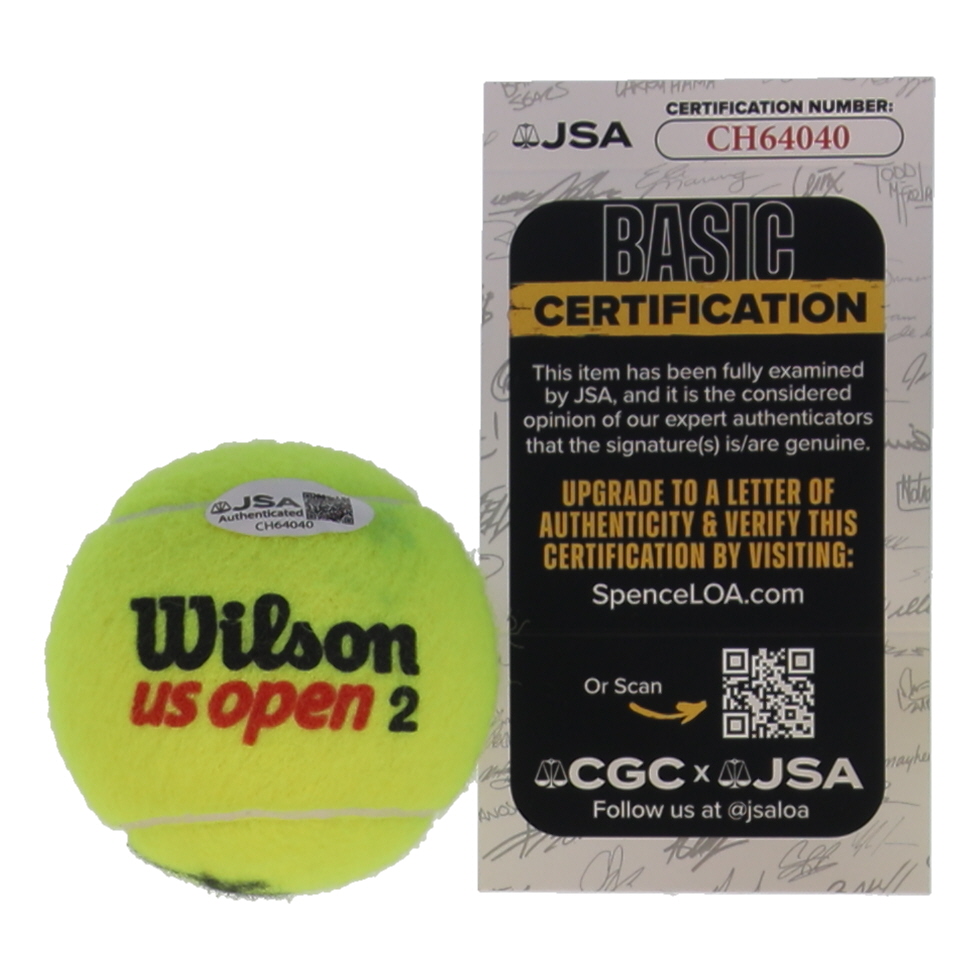 JSA
CERTIFICATION NUMBER:
CH64040
BASIC
CERTIFICATION
This item has been fully examined
by JSA, and it is the considered
opinion of our expert authenticators
that the signature(s) is/are genuine.
UPGRADE TO A LETTER OF
AUTHENTICITY & VERIFY THIS
CERTIFICATION BY VISITING:
SpenceLOA.com
Or Scan
CGC x JSA
Follow us at @jsaloa
JSA
Authenticated
CH64040
Wilson
us open 2